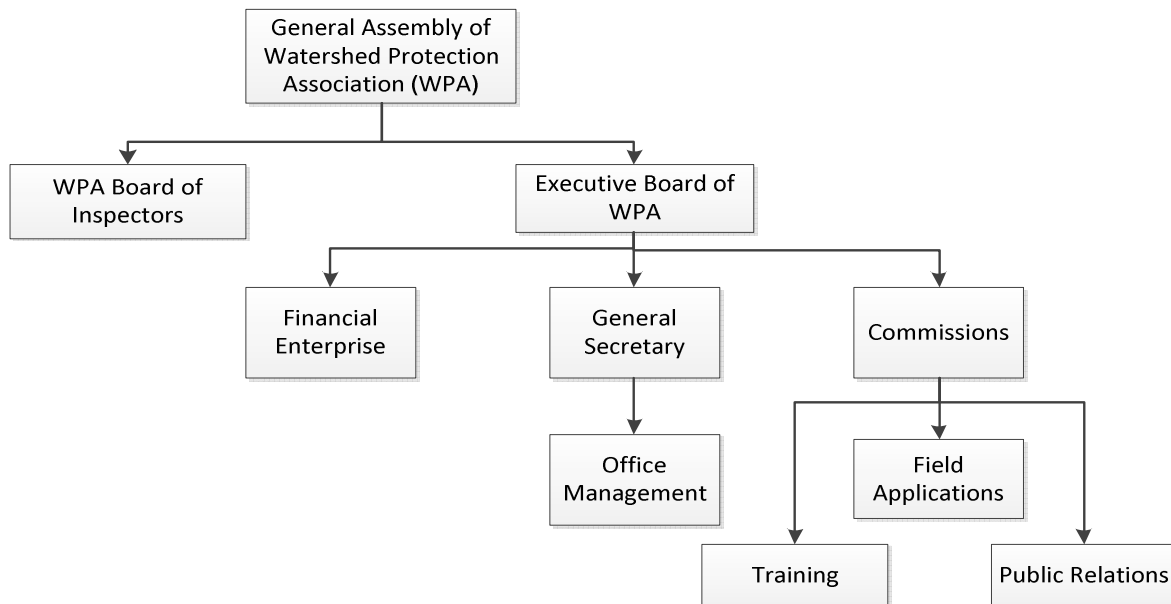 General Assembly of
Watershed Protection
Association (WPA)
WPA Board of
Inspectors
Executive Board of
WPA
Financial
Enterprise
General
Secretary
Commissions
Office
Management
Field
Applications
Training
Public Relations